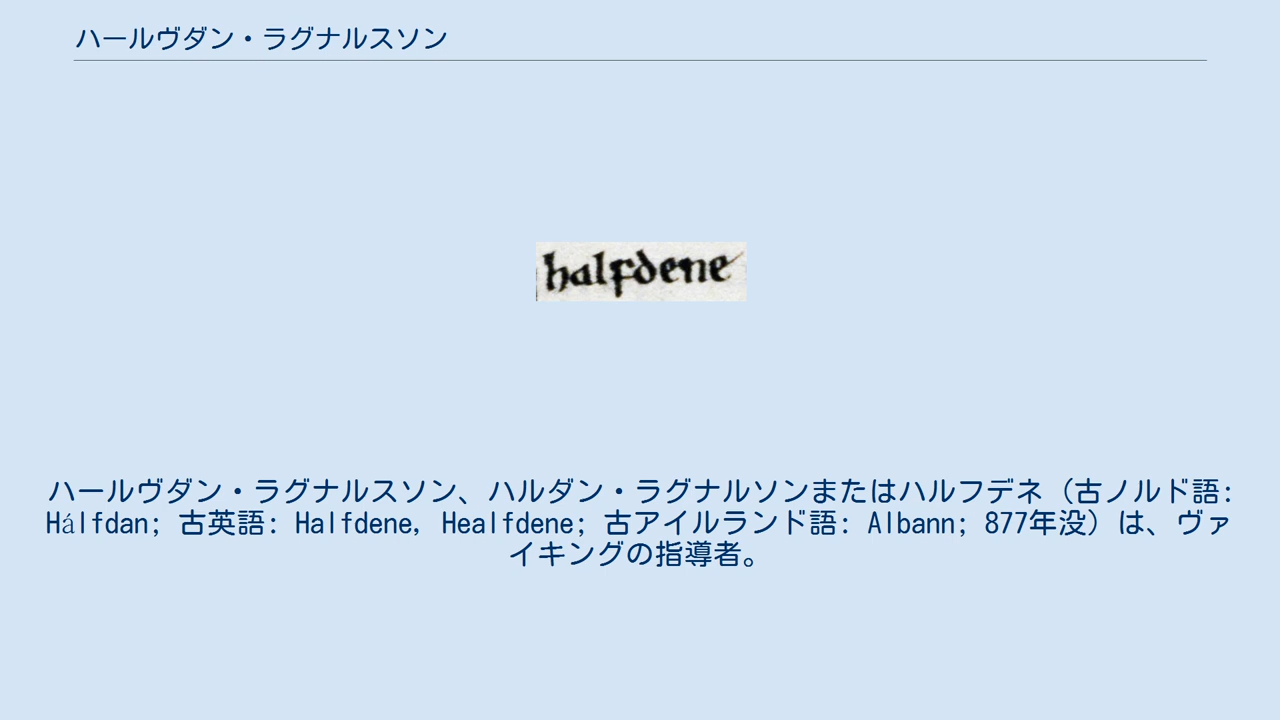 ハールヴダン・ラグナルスソン
halfdene
ハールヴダン・ラグナルスソン、ハルダン・ラグナルソンまたはハルフデネ（古ノルド語:
Hálfdan; 古英語: Halfdene, Healfdene; 古アイルランド語: Albann; 877年没）は、ヴァ
イキングの指導者。